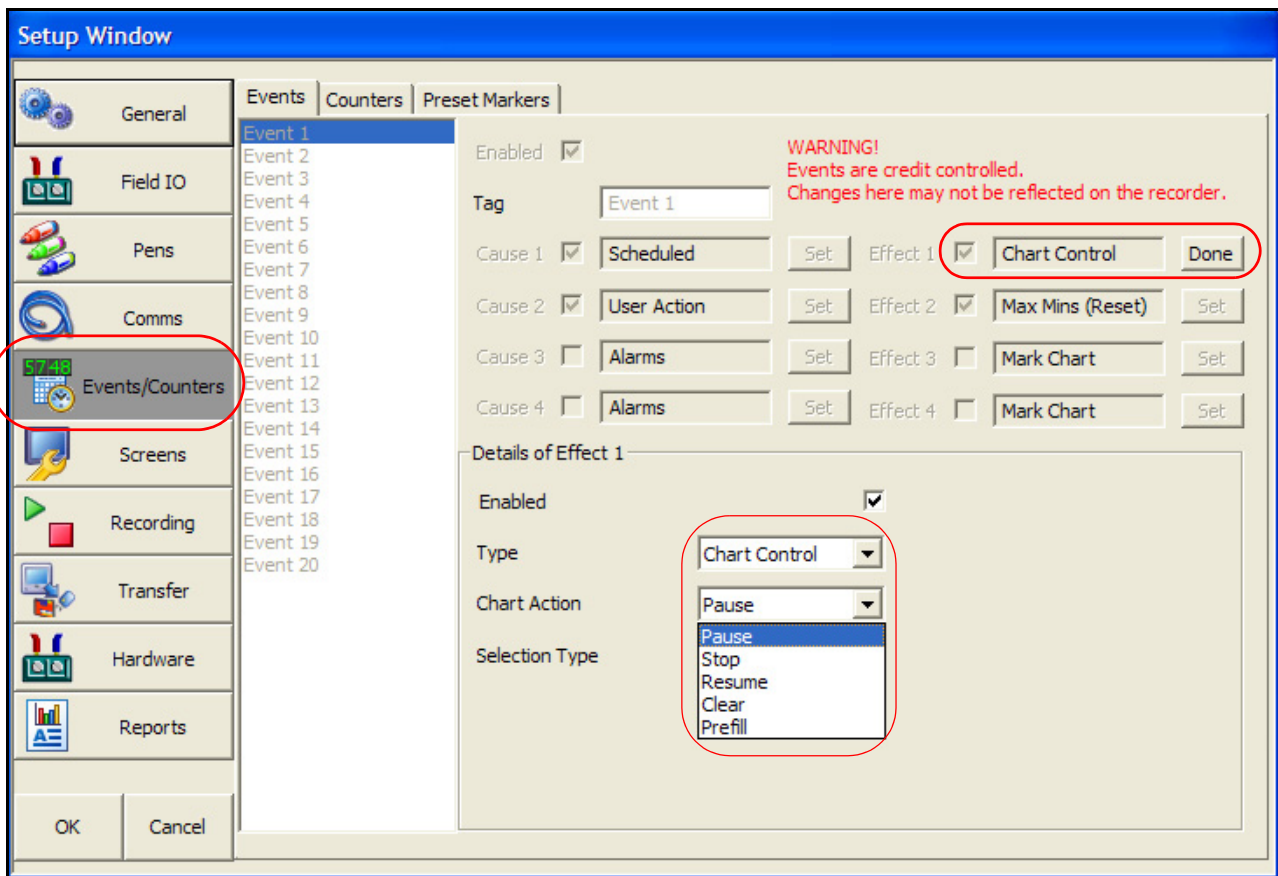 Setup Window
General
Field IO
Pens
Comms
57.48
Events/Counters
Screens
Recording
Transfer
Hardware
Reports
OK
Cancel
Events
Counters
Preset Markers
Event 1
Event 2
Event 3
Event 4
Event 5
Event 6
Event 7
Event 8
Event 9
Event 10
Event 11
Event 12
Event 13
Event 14
Event 15
Event 16
Event 17
Event 18
Event 19
Event 20
Enabled
WARNING!
Events are credit controlled.
Changes here may not be reflected on the recorder.
Tag Event 1
Cause 1 Scheduled Set Effect 1 Chart Control Done
Cause 2 User Action Set Effect 2 Max Mins (Reset) Set
Cause 3 Alarms Set Effect 3 Mark Chart Set
Cause 4 Alarms Set Effect 4 Mark Chart Set
Details of Effect 1
Enabled
Type Chart Control
Chart Action Pause
Selection Type
Pause
Stop
Resume
Clear
Prefill